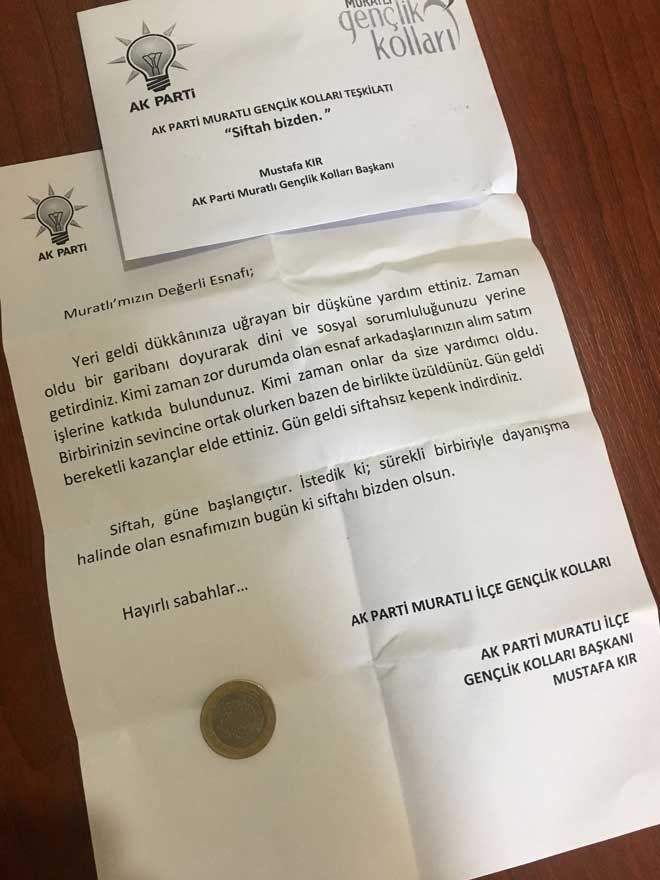 MURATLI
gençlik
kolları
AK PARTİ
AK PARTİ MURATLI GENÇLİK KOLLARI TEŞKİLATI
“Siftah bizden.”
Mustafa KIR
AK Parti Muratlı Gençlik Kolları Başkanı
AK PARTİ
Muratlı’mızın Değerli Esnafı;
Yeri geldi dükkânınıza uğrayan bir düşküne yardım ettiniz. Zaman
oldu bir garibanı doyurarak dini ve sosyal sorumluluğunuzu yerine
getirdiniz. Kimi zaman zor durumda olan esnaf arkadaşlarınızın alım satım
işlerine katkıda bulundunuz. Kimi zaman onlar da size yardımcı oldu.
Birbirinizin sevincine ortak olurken bazen de birlikte üzüldünüz. Gün geldi
bereketli kazançlar elde ettiniz. Gün geldi siftahsız kepenk indirdiniz.
Siftah, güne başlangıçtır. İstedik ki; sürekli birbiriyle dayanışma
halinde olan esnafımızın bugün ki siftahı bizden olsun.
Hayırlı sabahlar...
AK PARTİ MURATLI İLÇE GENÇLİK KOLLARI
AK PARTİ MURATLI İLÇE
GENÇLİK KOLLARI BAŞKANI
MUSTAFA KIR